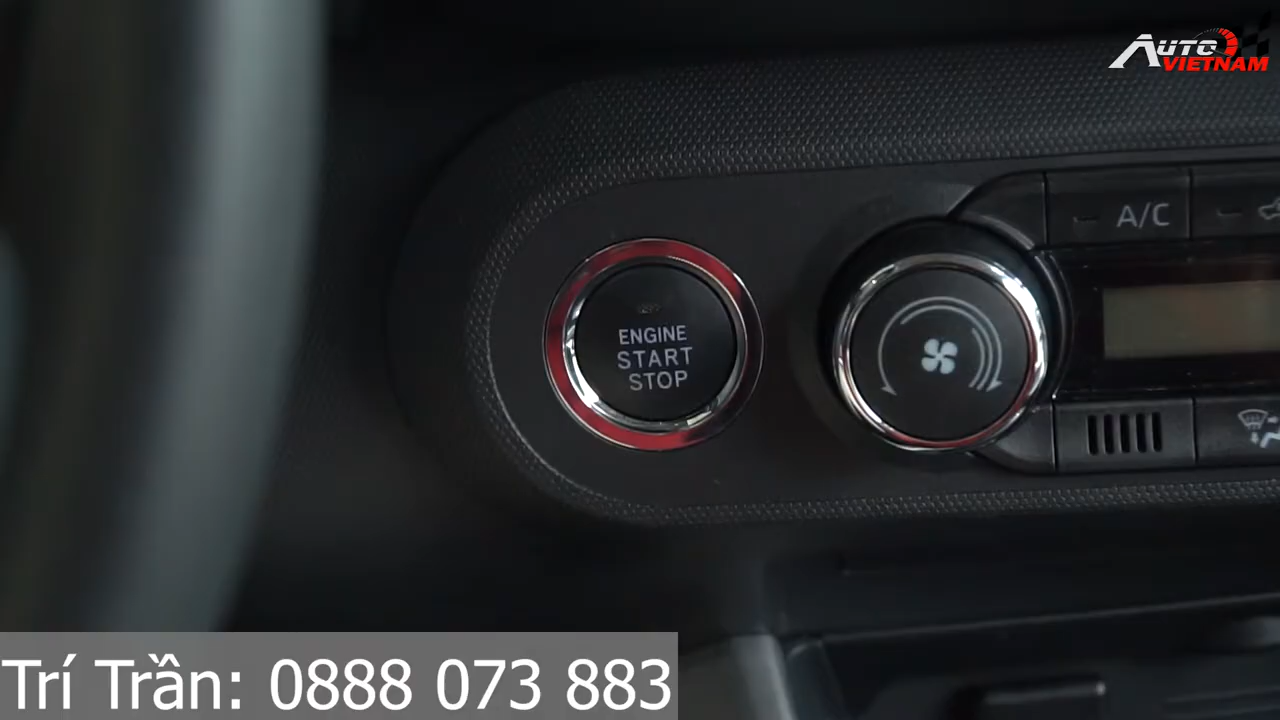 AUTO
VIETNAM
A/C
ENGINE
START
STOP
Trí Trần: 0888 073 883